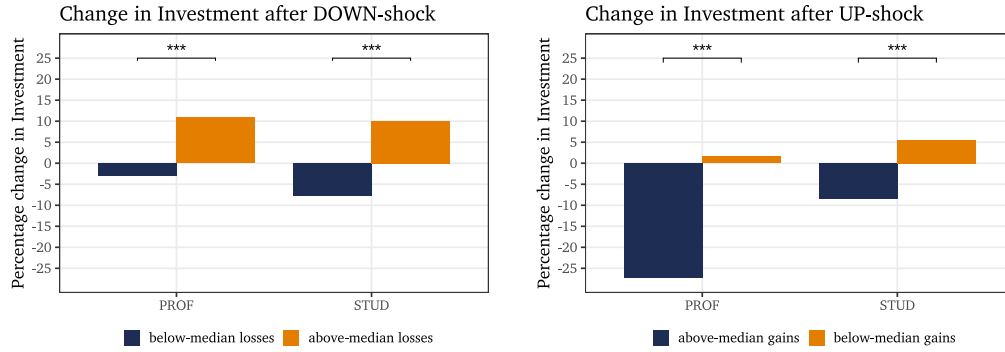 Change in Investment after DOWN-shock
Percentage change in Investment
25
20
15
10
5
0
-5
-10
-15
-20
-25
***
***
PROF
STUD
below-median losses
above-median losses
Change in Investment after UP-shock
Percentage change in Investment
25
20
15
10
5
0
-5
-10
-15
-20
-25
***
***
PROF
STUD
above-median gains
below-median gains